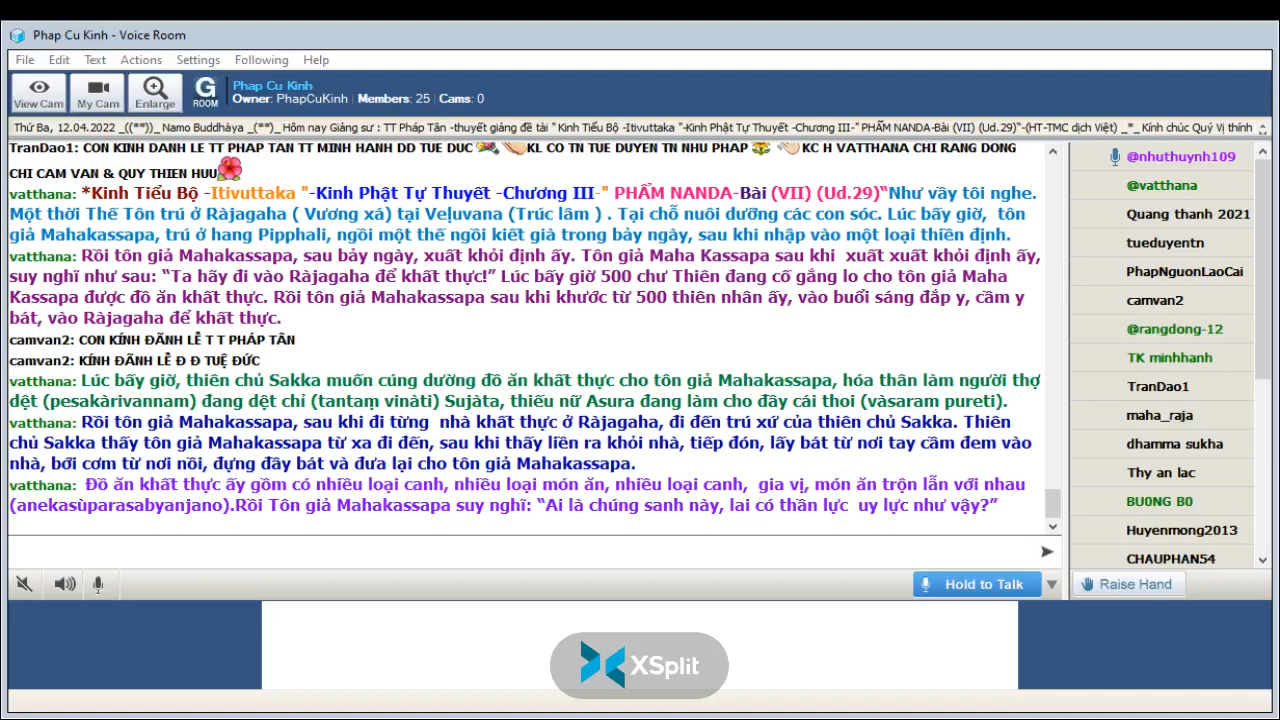 Phap Cu Kinh - Voice Room
File Edit Text Actions Settings Following Help
View Cam
My Cam
Enlarge
G
ROOM
Phap Cu Kinh
Owner: PhapCuKinh | Members: 25 | Cams: 0
Thứ Ba, 12.04.2022 _((**))_ Namo Buddhàya _(**)_ Hôm nay Giảng sư : TT Pháp Tân -thuyết giảng đề tài " Kinh Tiểu Bộ -Itivuttaka "-Kinh Phật Tự Thuyết -Chương III-" PHẨM NANDA-Bài (VII) (Ud.29)"-(HT-TMC dịch Việt) _*_ Kính chúc Quý Vị thính
TranDao1: CON KINH DANH LE TT PHAP TAN TT MINH HANH DD TUE DUC KL CO TN TUE DUYEN TN NHU PHAP KC H VATTHANA CHI RANG DONG
CHI CAM VAN & QUY THIEN HUU
vatthana: *Kinh Tiểu Bộ -Itivuttaka "-Kinh Phật Tự Thuyết -Chương III-" PHẨM NANDA-Bài (VII) (Ud.29)“Như vầy tôi nghe.
Một thời Thế Tôn trú ở Ràjagaha ( Vương xá) tại Veḷuvana (Trúc lâm ) . Tại chỗ nuôi dưỡng các con sóc. Lúc bấy giờ, tôn
giả Mahakassapa, trú ở hang Pipphali, ngồi một thế ngồi kiết già trong bảy ngày, sau khi nhập vào một loại thiền định.
vatthana: Rồi tôn giả Mahakassapa, sau bảy ngày, xuất khỏi định ấy. Tôn giả Maha Kassapa sau khi xuất xuất khỏi định ấy,
suy nghĩ như sau: “Ta hãy đi vào Ràjagaha để khất thực!” Lúc bấy giờ 500 chư Thiên đang cố gắng lo cho tôn giả Maha
Kassapa được đồ ăn khất thực. Rồi tôn giả Mahakassapa sau khi khước từ 500 thiên nhân ấy, vào buổi sáng đắp y, cầm y
bát, vào Ràjagaha để khất thực.
camvan2: CON KÍNH ĐÃNH LỄ T T PHÁP TÂN
camvan2: KÍNH ĐÃNH LỄ Đ Đ TUỆ ĐỨC
vatthana: Lúc bấy giờ, thiên chủ Sakka muốn cúng dường đồ ăn khất thực cho tôn giả Mahakassapa, hóa thân làm người thợ
dệt (pesakàrivannam) đang dệt chỉ (tantaṃ vinàti) Sujàta, thiếu nữ Asura đang làm cho đầy cái thoi (vàsaram pureti).
vatthana: Rồi tôn giả Mahakassapa, sau khi đi từng nhà khất thực ở Ràjagaha, đi đến trú xứ của thiên chủ Sakka. Thiên
chủ Sakka thấy tôn giả Mahakassapa từ xa đi đến, sau khi thấy liền ra khỏi nhà, tiếp đón, lấy bát từ nơi tay cầm đem vào
nhà, bới cơm từ nơi nồi, đựng đầy bát và đưa lại cho tôn giả Mahakassapa.
vatthana: Đồ ăn khất thực ấy gồm có nhiều loại canh, nhiều loại món ăn, nhiều loại canh, gia vị, món ăn trộn lẫn với nhau
(anekasùparasabyanjano).Rồi Tôn giả Mahakassapa suy nghĩ: “Ai là chúng sanh này, lai có thần lực uy lực như vậy?”
@nhuthuynh109
@vatthana
Quang thanh 2021
tueduyentn
PhapNguonLaoCai
camvan2
@rangdong-12
TK minhhanh
TranDao1
maha_raja
dhamma sukha
Thy an lac
BU0NG B0
Huyenmong2013
CHAUPHAN54
Hold to Talk
Raise Hand
XSplit